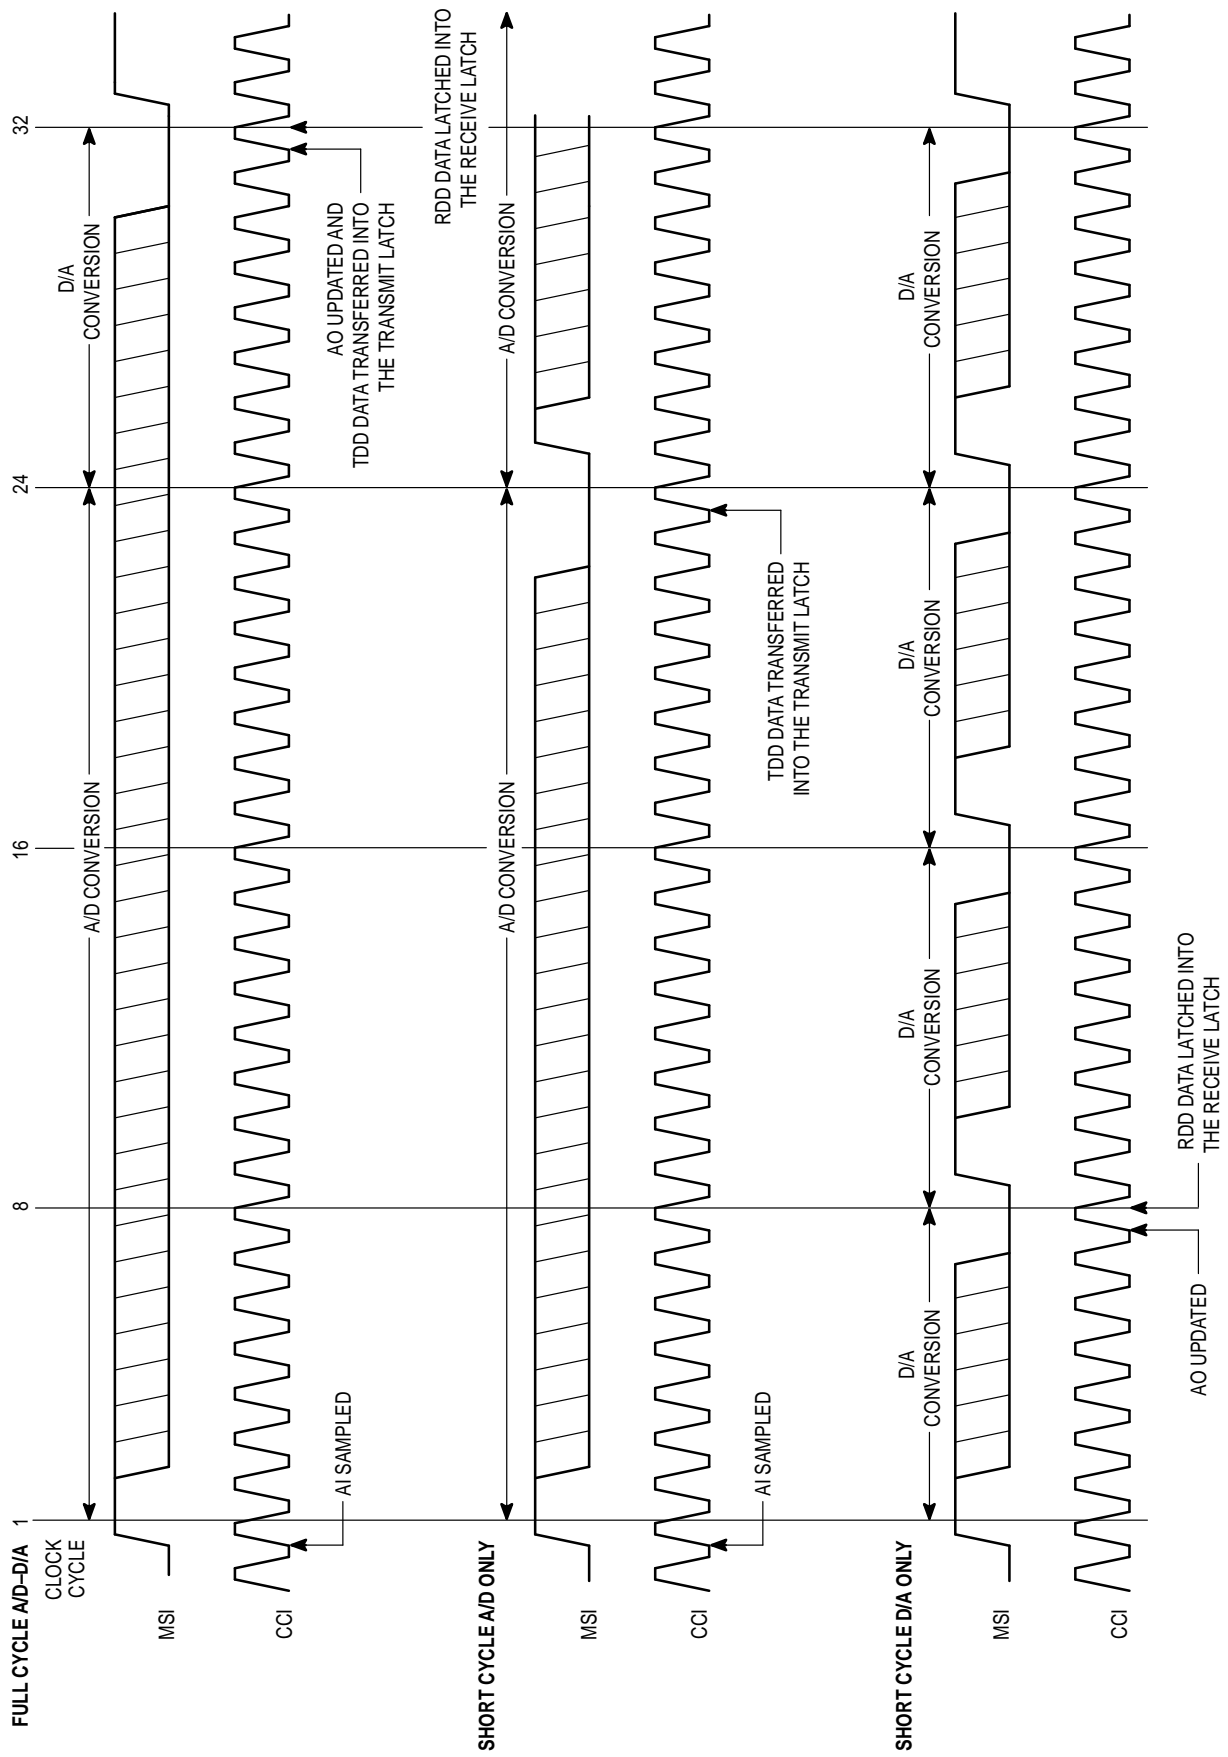 FULL CYCLE A/D–D/A
CLOCK
CYCLE
1
8
16
24
32
A/D CONVERSION
D/A
CONVERSION
MSI
CCI
AI SAMPLED
AO UPDATED AND
TDD DATA TRANSFERRED INTO
THE TRANSMIT LATCH
RDD DATA LATCHED INTO
THE RECEIVE LATCH
SHORT CYCLE A/D ONLY
A/D CONVERSION
A/D CONVERSION
MSI
CCI
AI SAMPLED
TDD DATA TRANSFERRED
INTO THE TRANSMIT LATCH
SHORT CYCLE D/A ONLY
D/A
CONVERSION
D/A
CONVERSION
D/A
CONVERSION
D/A
CONVERSION
MSI
CCI
AO UPDATED
RDD DATA LATCHED INTO
THE RECEIVE LATCH